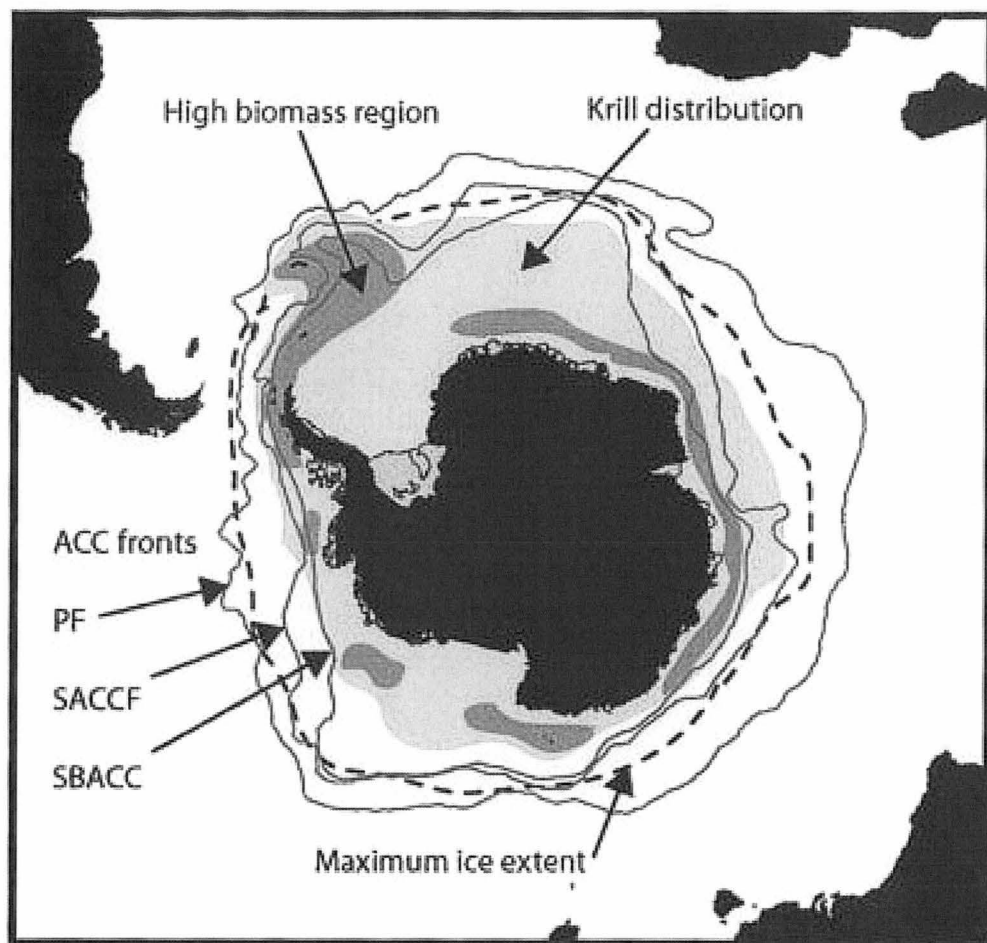 High biomass region
Krill distribution
ACC fronts
PF
SACCF
SBACC
Maximum ice extent